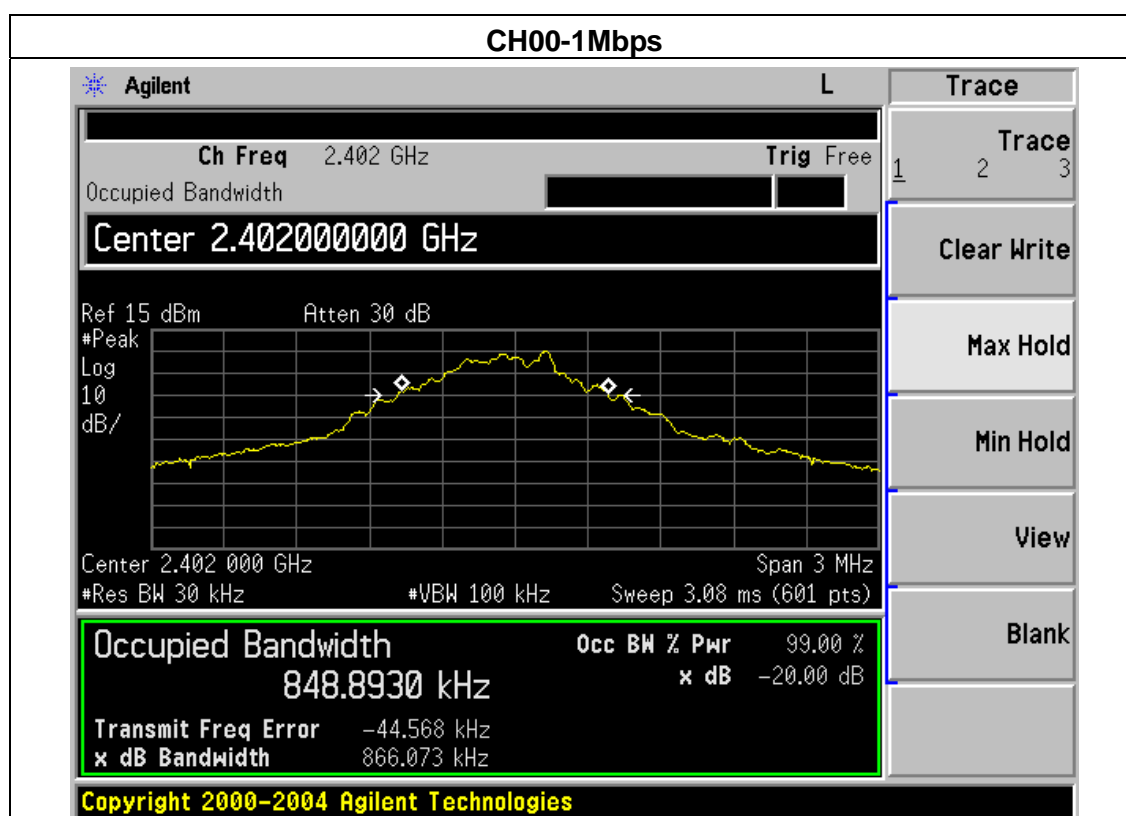 CH00-1Mbps
Agilent L Trace
Ch Freq 2.402 GHz Trig Free
Occupied Bandwidth
Trace
1 2 3
Center 2.402000000 GHz
Clear Write
Ref 15 dBm Atten 30 dB
#Peak
Log
10
dB/
Max Hold
Min Hold
View
Center 2.402 000 GHz Span 3 MHz
#Res BW 30 kHz #VBW 100 kHz Sweep 3.08 ms (601 pts)
Occupied Bandwidth Occ BW % Pwr 99.00 %
848.8930 kHz x dB -20.00 dB
Blank
Transmit Freq Error -44.568 kHz
x dB Bandwidth 866.073 kHz
Copyright 2000-2004 Agilent Technologies